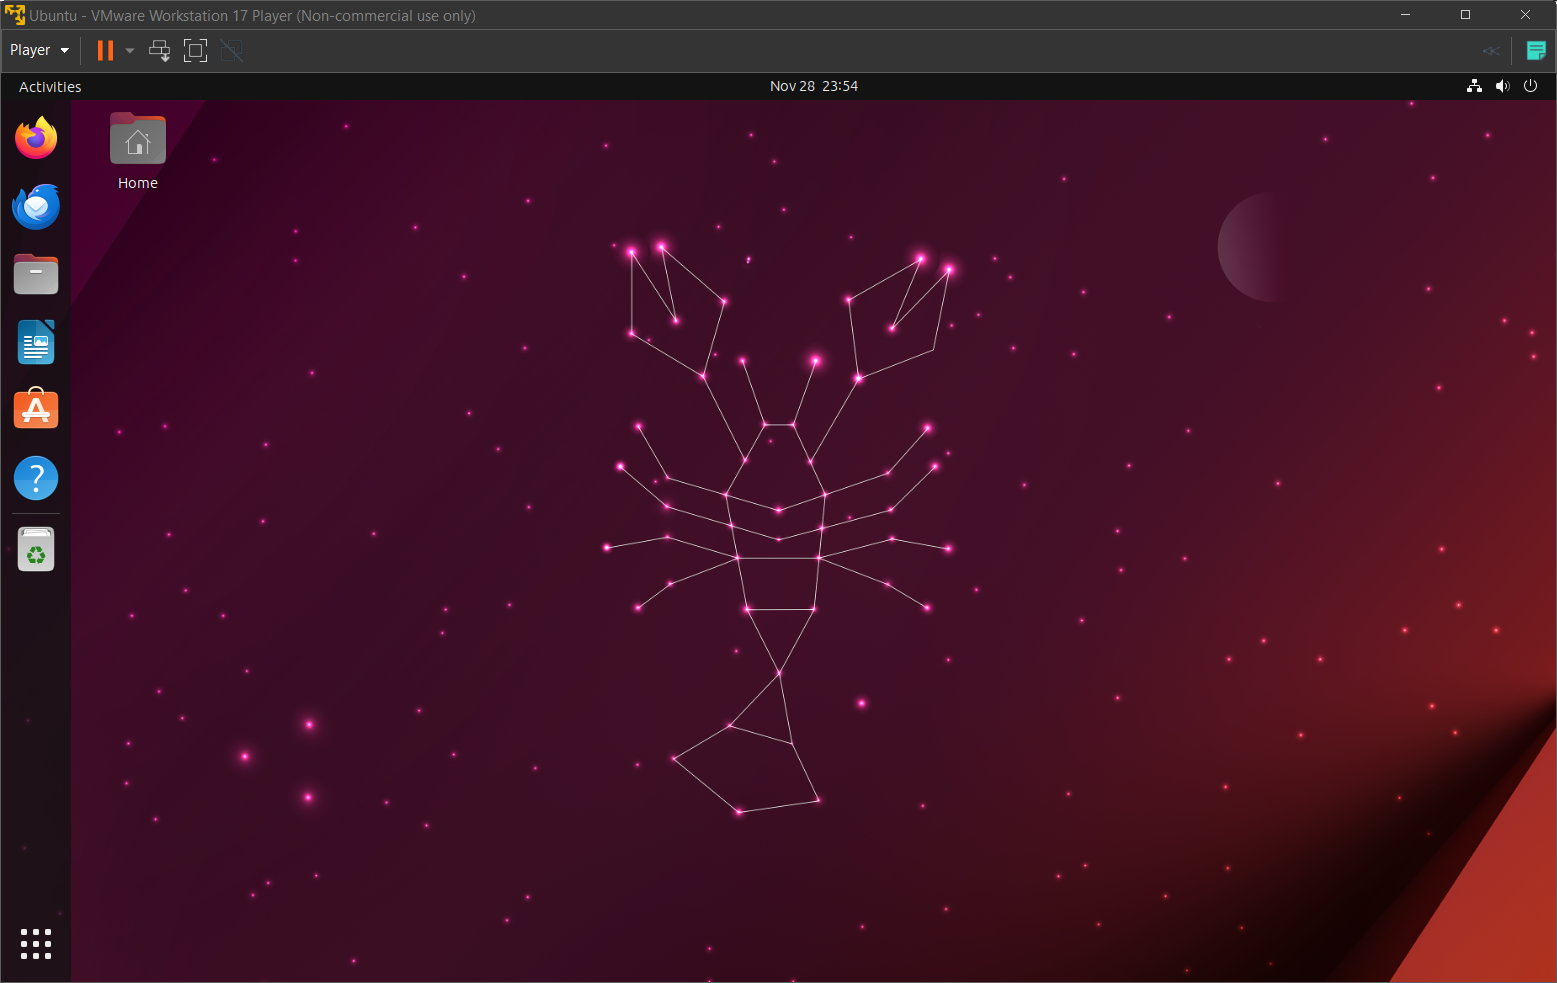 Ubuntu - VMware Workstation 17 Player (Non-commercial use only)
Player
Activities
Nov 28 23:54
Home